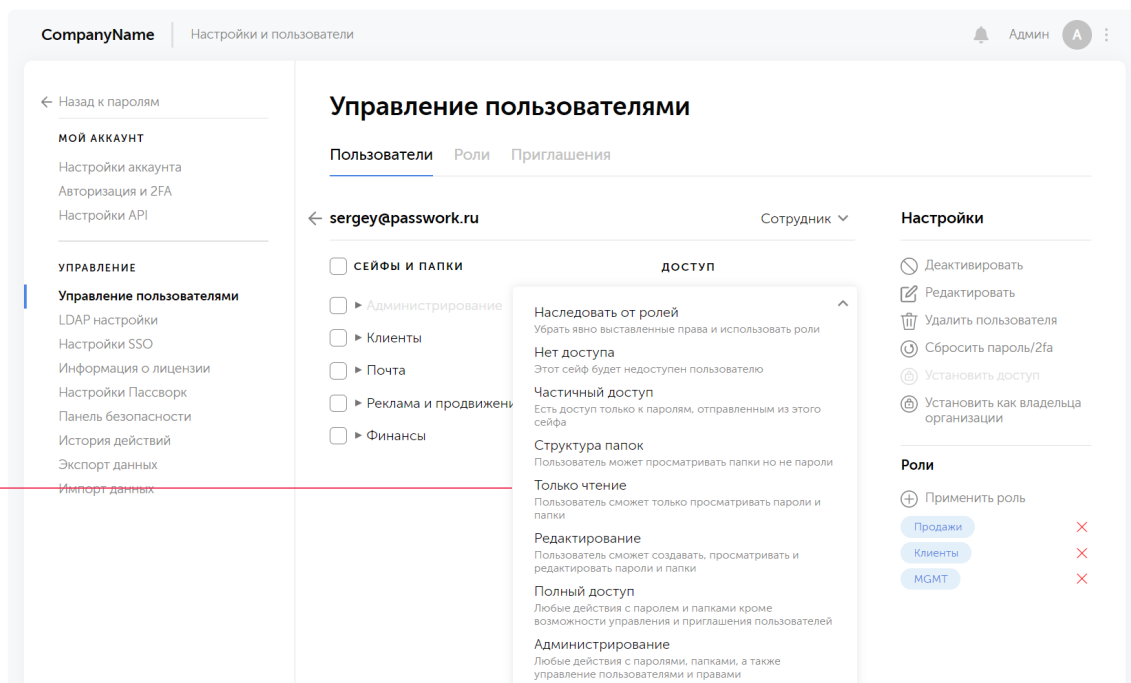 CompanyName
Настройки и пользователи
Админ
А
Назад к паролям
МОЙ АККАУНТ
Настройки аккаунта
Авторизация и 2FA
Настройки API
УПРАВЛЕНИЕ
Управление пользователями
LDAP настройки
Настройки SSO
Информация о лицензии
Настройки Пассворк
Панель безопасности
История действий
Экспорт данных
Импорт данных
Управление пользователями
Пользователи
Роли
Приглашения
sergey@passwork.ru
Сотрудник
СЕЙФЫ И ПАПКИ
ДОСТУП
Администрирование
Клиенты
Почта
Реклама и продвижени
Финансы
Наследовать от ролей
Убрать явно выставленные права и использовать роли
Нет доступа
Этот сейф будет недоступен пользователю
Частичный доступ
Есть доступ только к паролям, отправленным из этого
сейфа
Структура папок
Пользователь может просматривать папки но не пароли
Только чтение
Пользователь сможет только просматривать пароли и
папки
Редактирование
Пользователь сможет создавать, просматривать и
редактировать пароли и папки
Полный доступ
Любые действия с паролем и папками кроме
возможности управления и приглашения пользователей
Администрирование
Любые действия с паролями, папками, а также
управление пользователями и правами
Настройки
Деактивировать
Редактировать
Удалить пользователя
Сбросить пароль/2fa
Установить доступ
Установить как владельца
организации
Роли
Применить роль
Продажи
Клиенты
MGMT